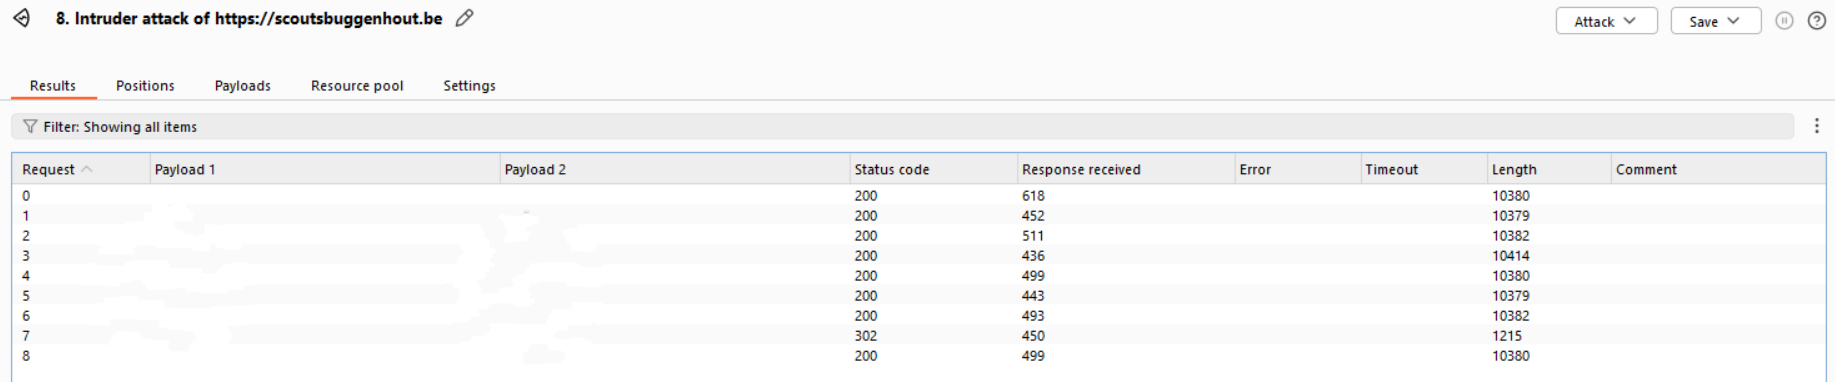 8. Intruder attack of https://scoutsbuggenhout.be Attack Save
Results Positions Payloads Resource pool Settings
Filter: Showing all items
Request Payload 1 Payload 2 Status code Response received Error Timeout Length Comment
0 200 618 10380
1 200 452 10379
2 200 511 10382
3 200 436 10414
4 200 499 10380
5 200 443 10379
6 200 493 10382
7 302 450 1215
8 200 499 10380